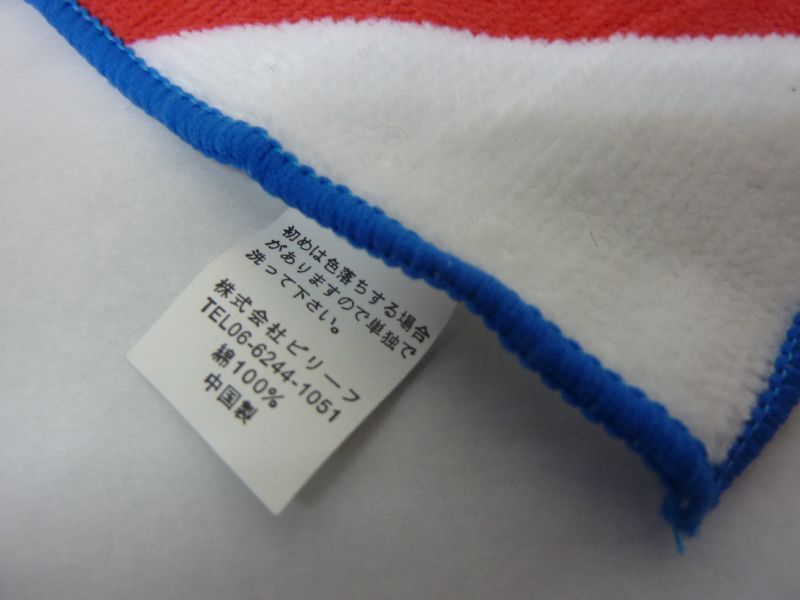 初めは色落ちする場合
がありますので単独で
洗って下さい。
株式会社ビリーフ
TEL06-6244-1051
綿100%
中国製